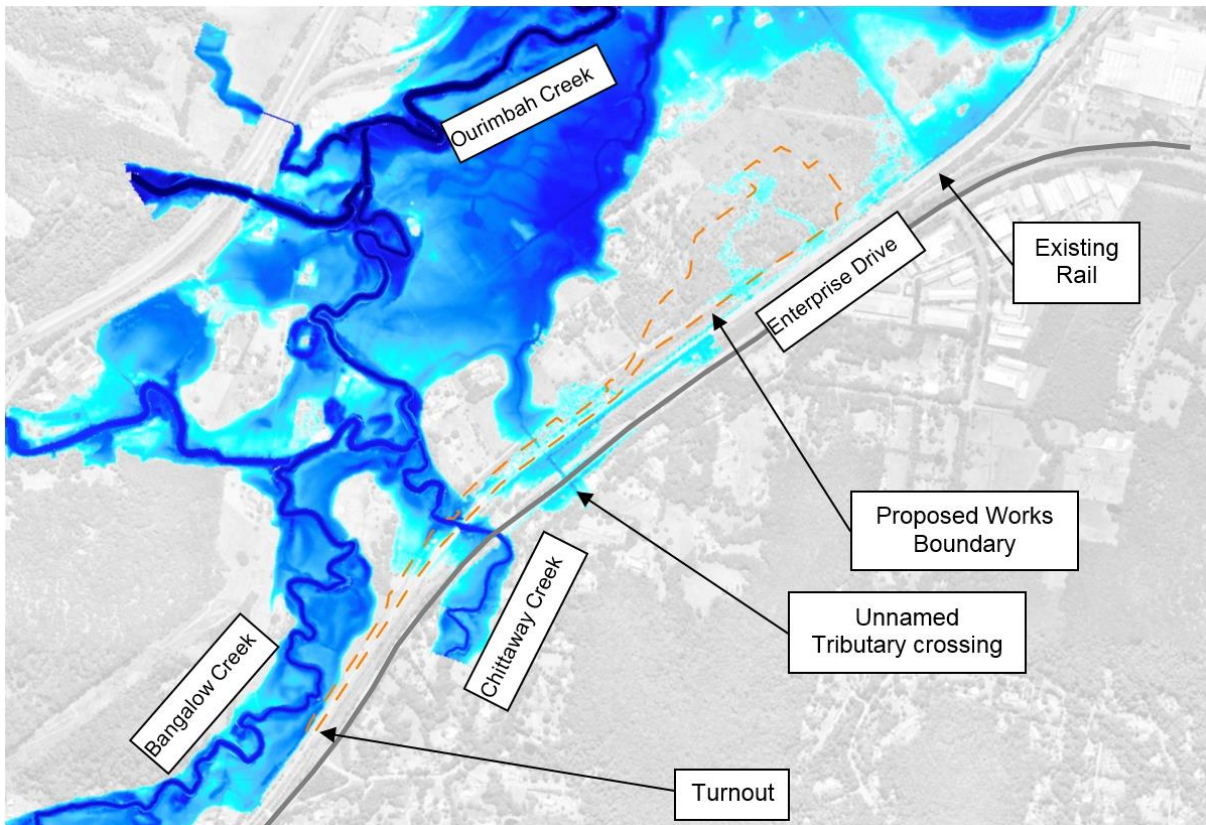 Ourimbah Creek
Enterprise Drive
Existing
Rail
Proposed Works
Boundary
Unnamed
Tributary crossing
Chittaway Creek
Bangalow Creek
Turnout